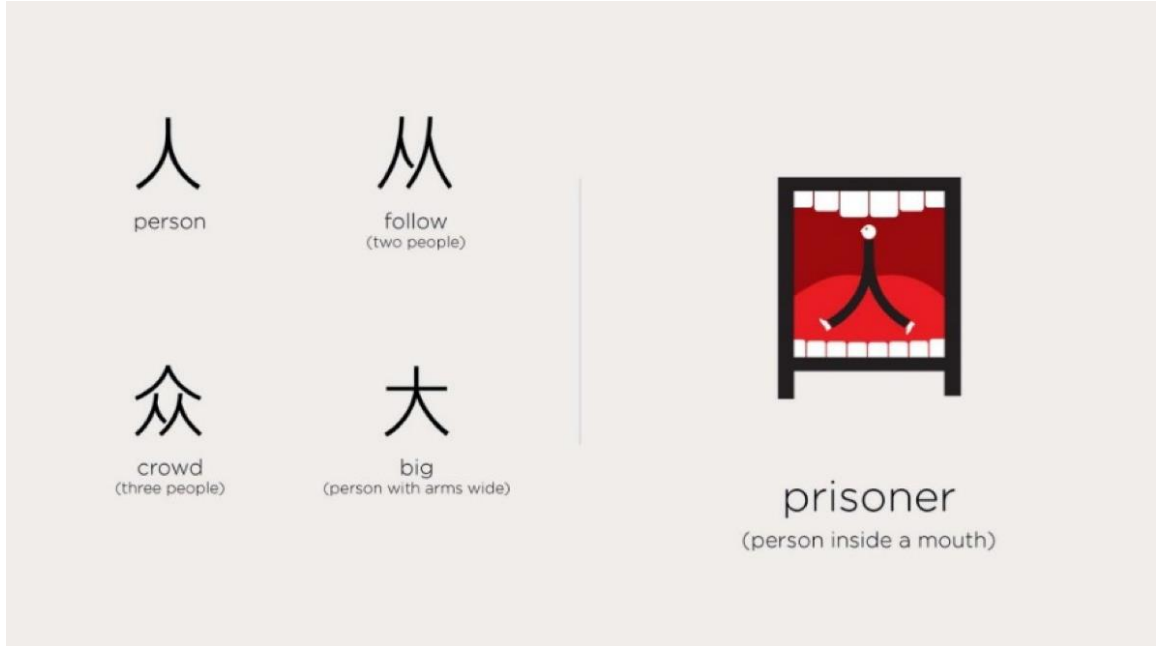 人
person
从
follow
(two people)
众
crowd
(three people)
大
big
(person with arms wide)
囚
prisoner
(person inside a mouth)